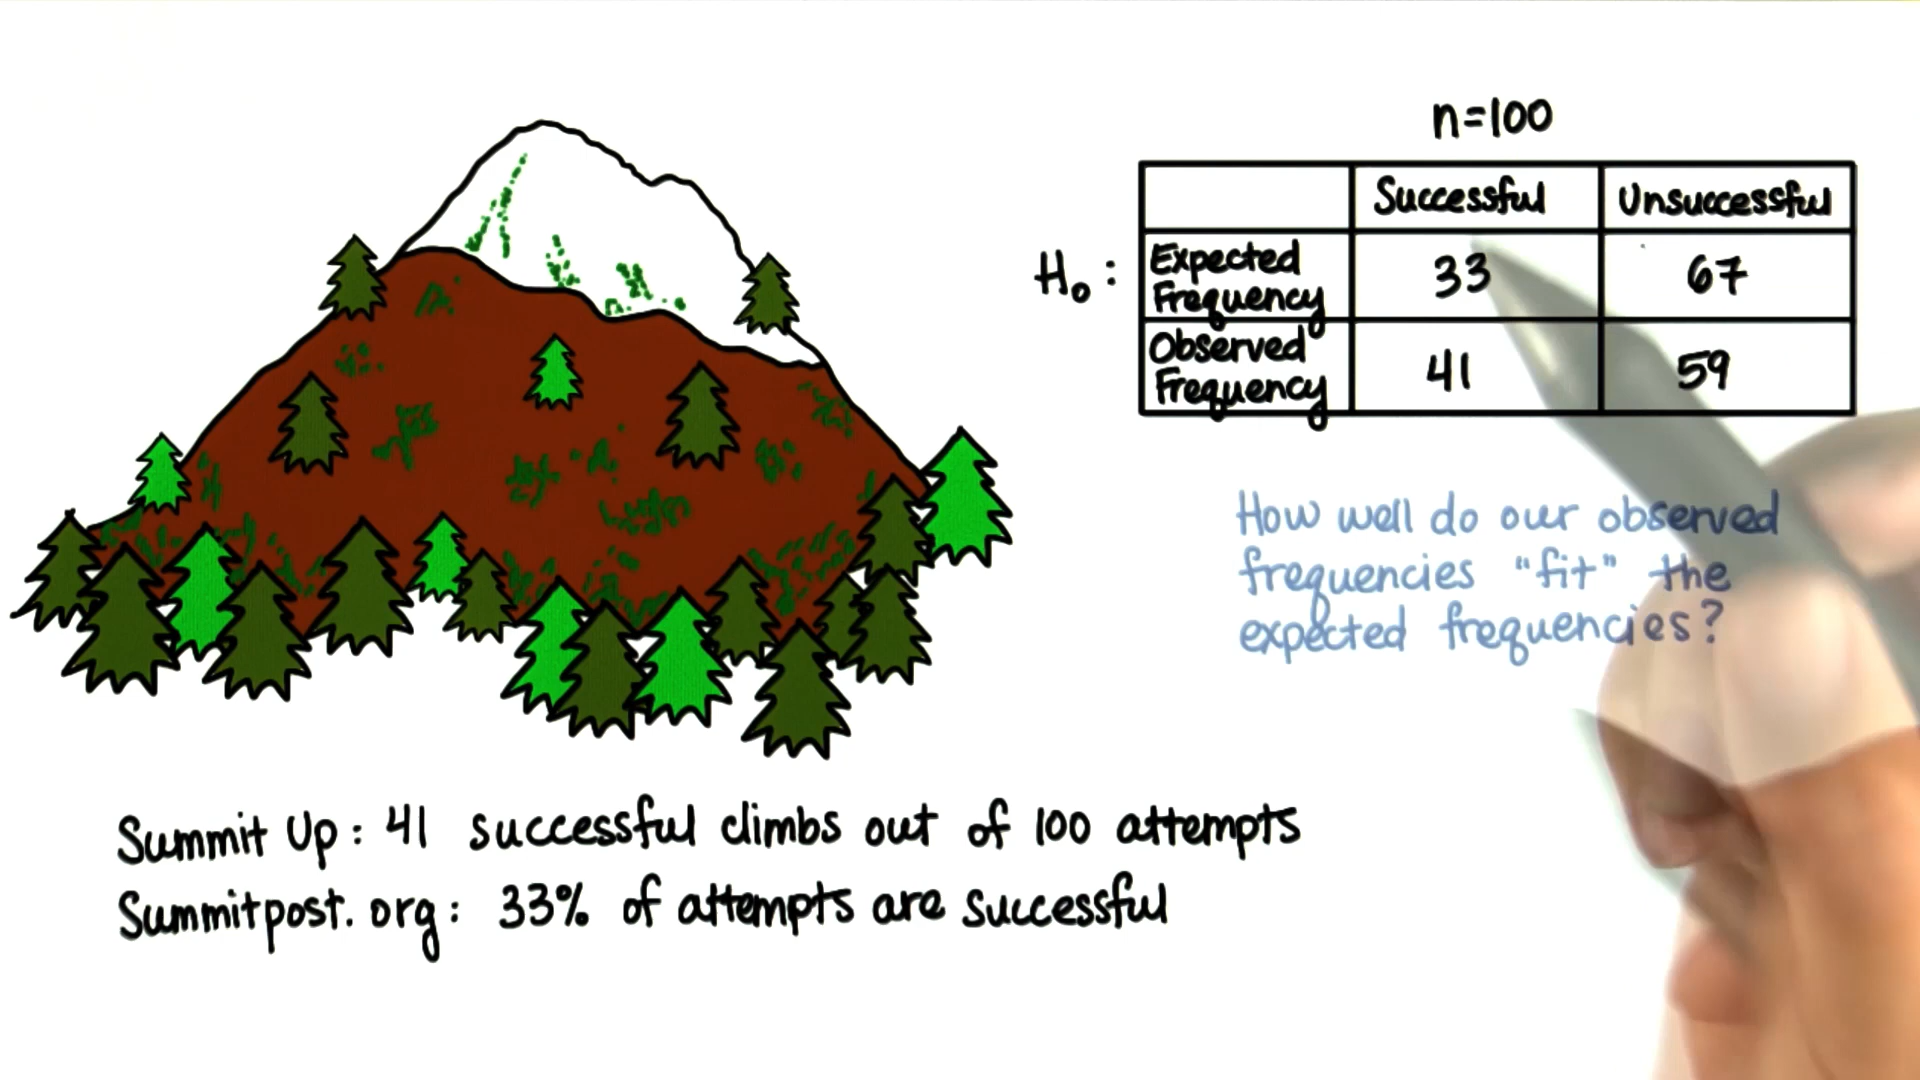 n=100
Successful Unsuccessful
H₀: Expected Frequency 33 67
Observed Frequency 41 59
How well do our observed
frequencies "fit" the
expected frequencies?
Summit Up: 41 successful climbs out of 100 attempts
Summitpost.org: 33% of attempts are successful